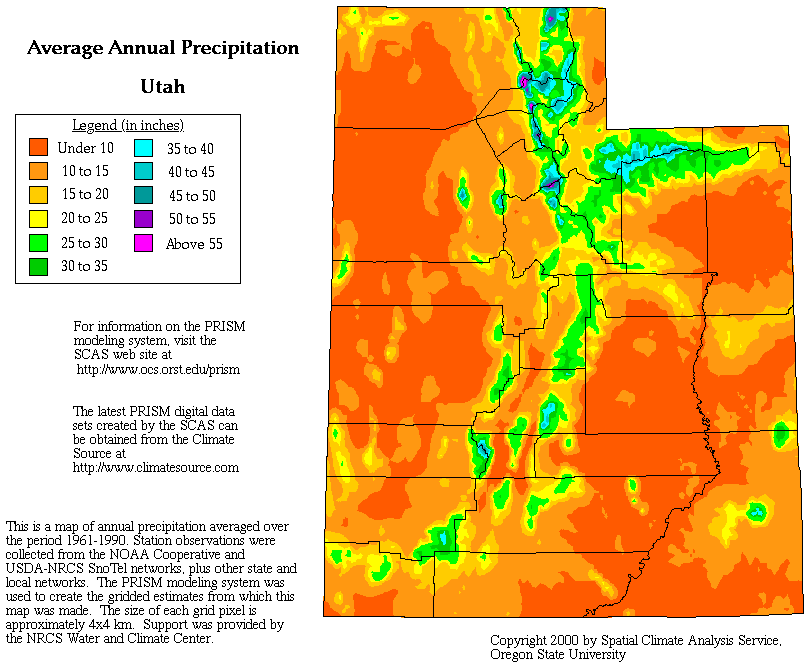 Average Annual Precipitation
Utah
Legend (in inches)
Under 10
10 to 15
15 to 20
20 to 25
25 to 30
30 to 35
35 to 40
40 to 45
45 to 50
50 to 55
Above 55
For information on the PRISM
modeling system, visit the
SCAS web site at
http://www.ocs.orst.edu/prism
The latest PRISM digital data
sets created by the SCAS can
be obtained from the Climate
Source at
http://www.climatesource.com
This is a map of annual precipitation averaged over
the period 1961-1990. Station observations were
collected from the NOAA Cooperative and
USDA-NRCS SnoTel networks, plus other state and
local networks. The PRISM modeling system was
used to create the gridded estimates from which this
map was made. The size of each grid pixel is
approximately 4x4 km. Support was provided by
the NRCS Water and Climate Center.
Copyright 2000 by Spatial Climate Analysis Service,
Oregon State University